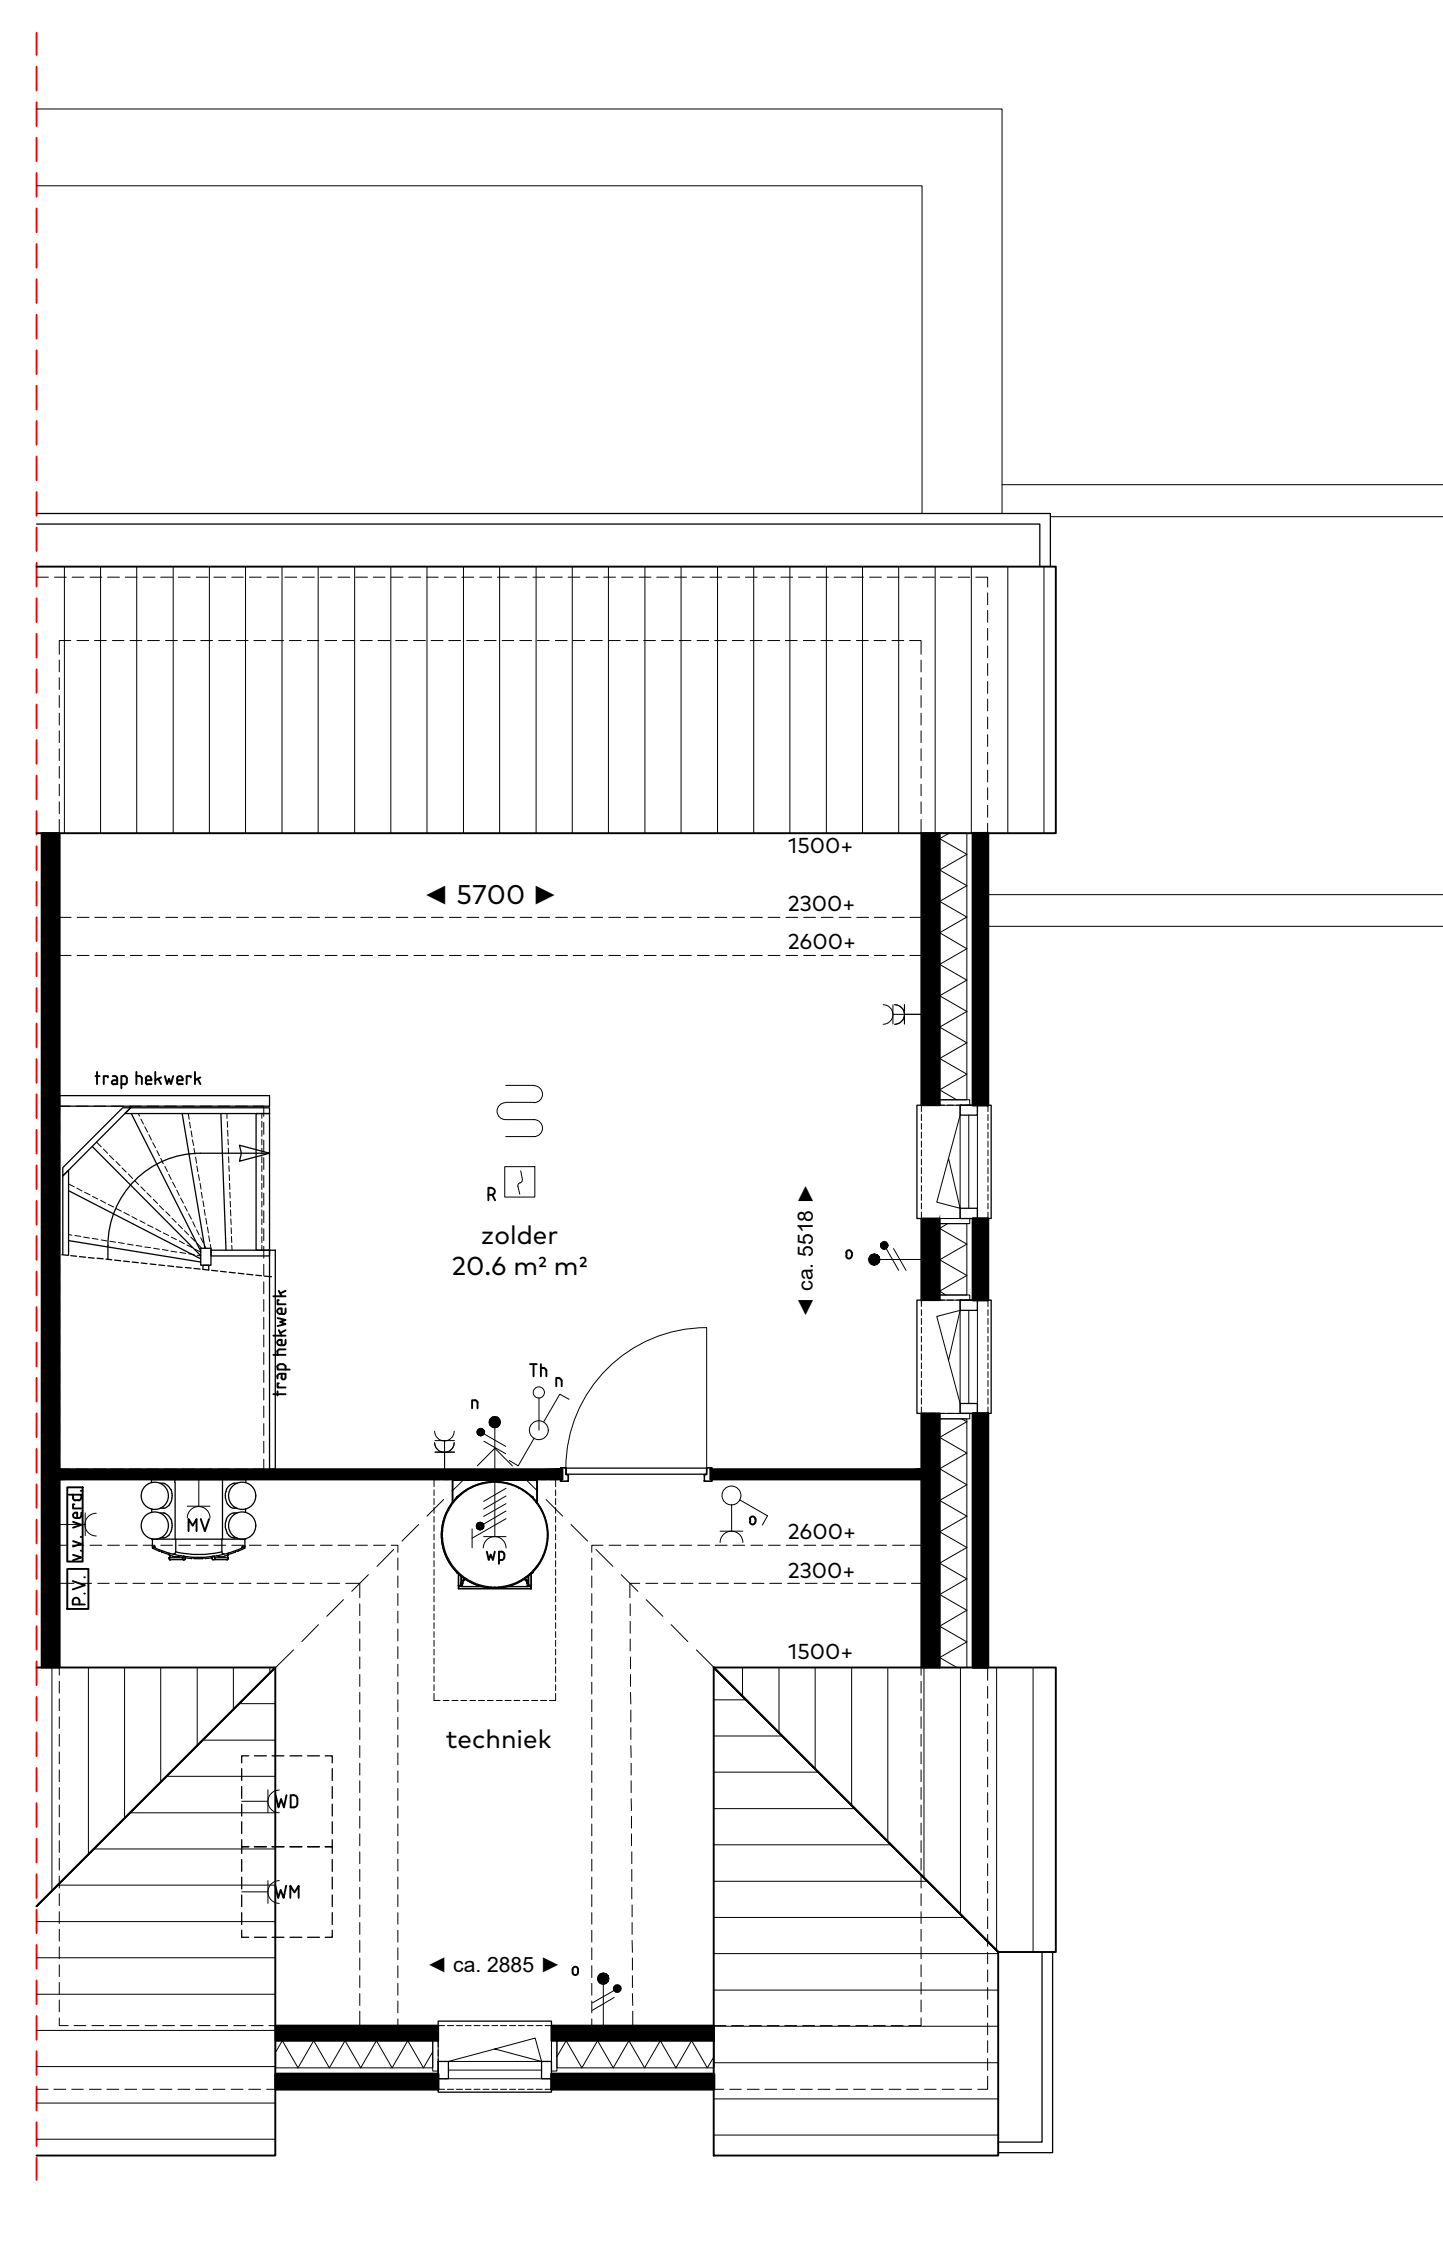 1500+
5700
2300+
2600+
trap hekwerk
R
zolder
20.6 m² m²
ca. 5518
o
trap hekwerk
Th
n
n
v.v. verd.
MV
o
wp
2600+
2300+
P.V.
1500+
techniek
WD
WM
ca. 2885
o